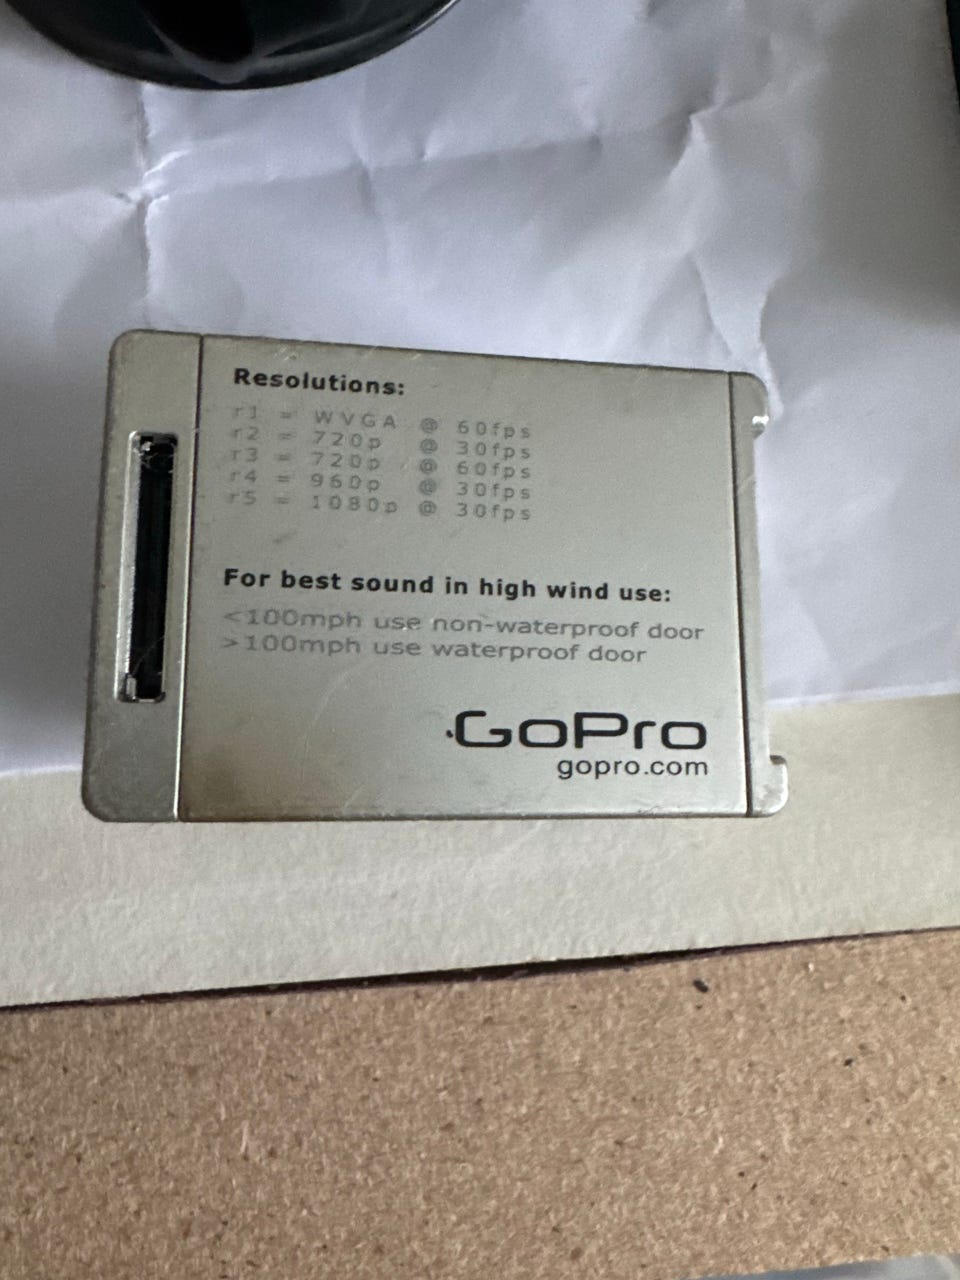 Resolutions:
r1 = WVGA @ 60fps
r2 = 720p @ 30fps
r3 = 720p @ 60fps
r4 = 960p @ 30fps
r5 = 1080p @ 30fps
For best sound in high wind use:
<100mph use non-waterproof door
>100mph use waterproof door
GoPro
gopro.com